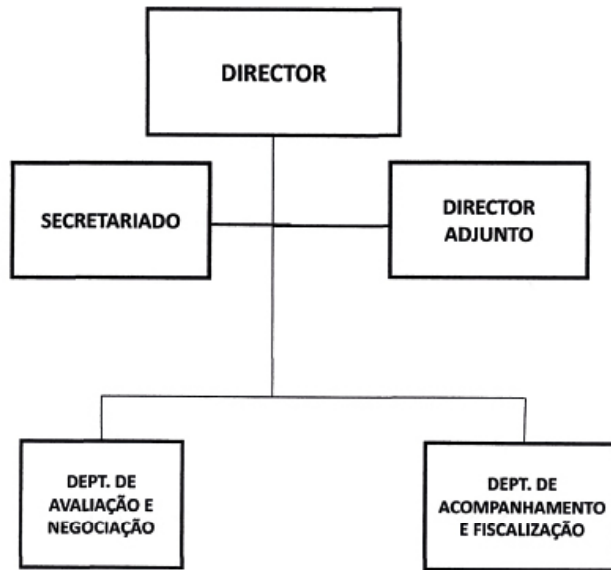 DIRECTOR
SECRETARIADO
DIRECTOR
ADJUNTO
DEPT. DE
AVALIAÇÃO E
NEGOCIAÇÃO
DEPT. DE
ACOMPANHAMENTO
E FISCALIZAÇÃO